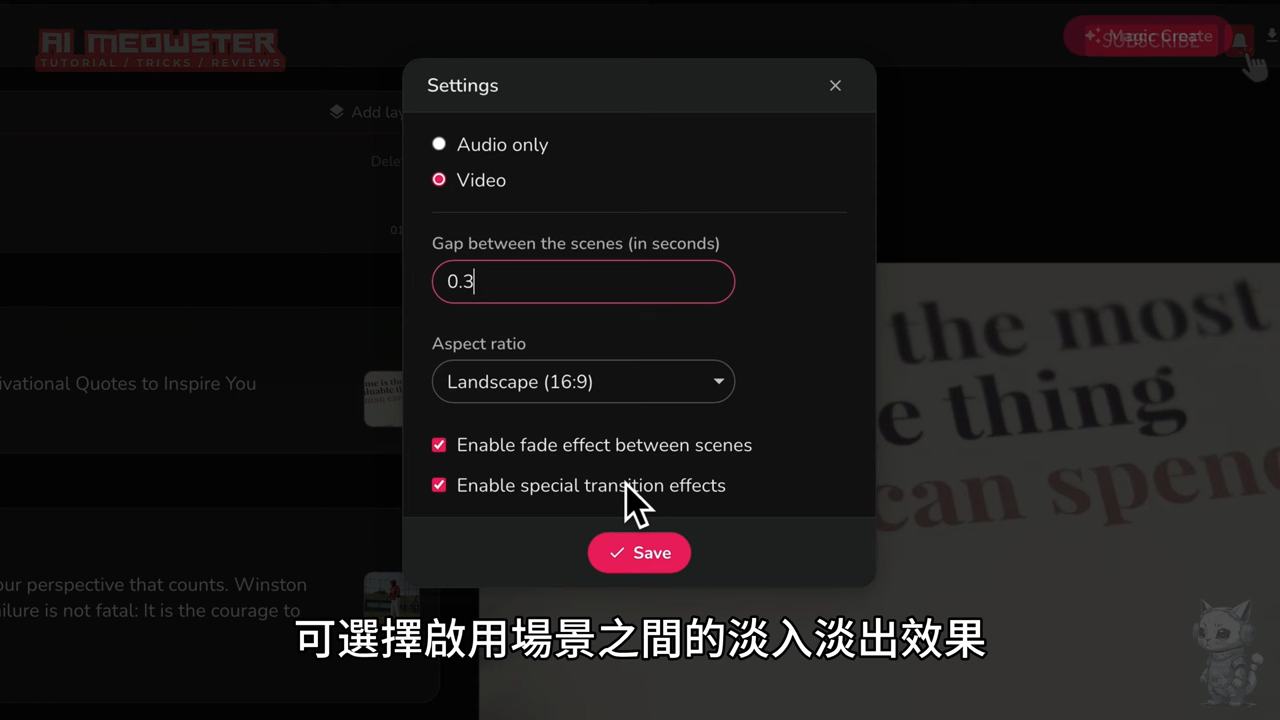 AI MEOWSTER
TUTORIAL / TRICKS / REVIEWS
Magic Create
SUBSCRIBE
Settings
Add lay
Audio only
Dele
Video
01
Gap between the scenes (in seconds)
0.3
Aspect ratio
Landscape (16:9)
ivational Quotes to Inspire You
Enable fade effect between scenes
Enable special transition effects
the most
e thing
can spend
Save
our perspective that counts. Winston
ilure is not fatal: It is the courage to
可選擇啟用場景之間的淡入淡出效果